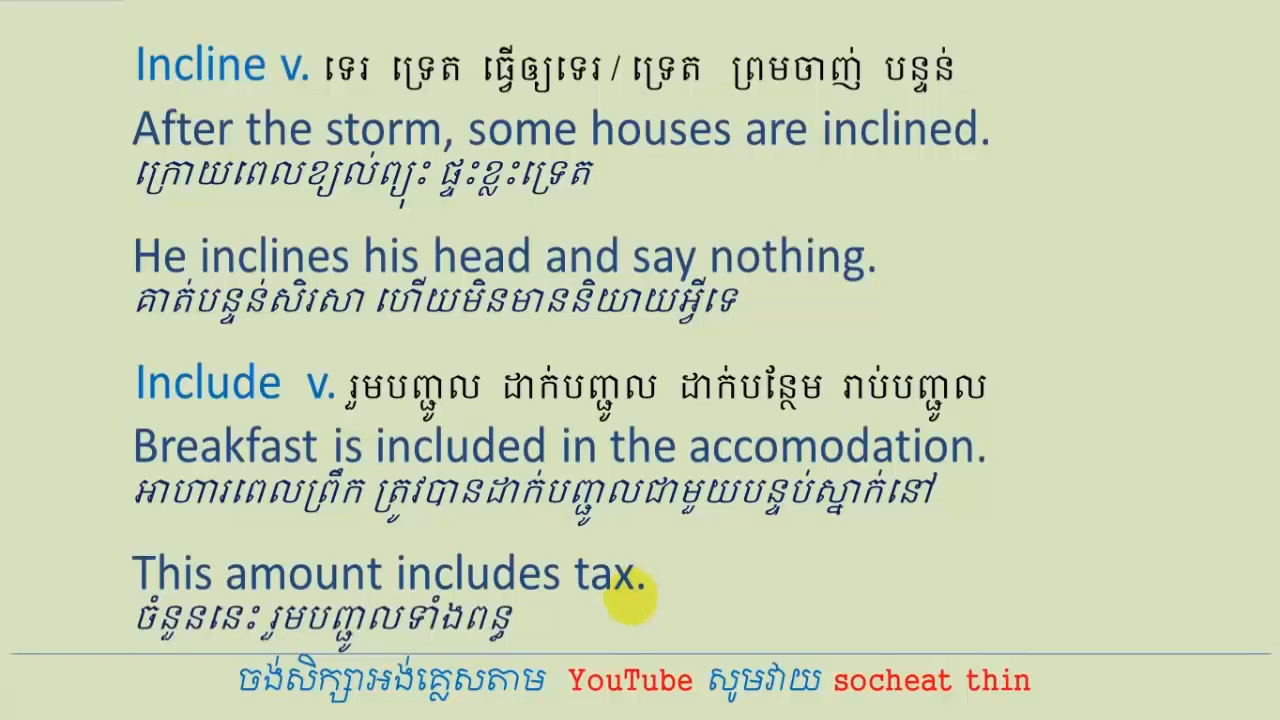 Incline v. ទេរ ទ្រេត ធ្វើឲ្យទេរ / ទ្រេត ព្រមចាញ់ បន្ទន់
After the storm, some houses are inclined.
ក្រោយពេលខ្យល់ព្យុះ ផ្ទះខ្លះទ្រេត
He inclines his head and say nothing.
គាត់បន្ទន់សិរសា ហើយមិនមាននិយាយអ្វីទេ
Include v. រួមបញ្ជូល ដាក់បញ្ជូល ដាក់បន្ថែម រាប់បញ្ជូល
Breakfast is included in the accomodation.
អាហារពេលព្រឹក ត្រូវបានដាក់បញ្ជូលជាមួយបន្ទប់ស្នាក់នៅ
This amount includes tax.
ចំនួននេះ រួមបញ្ជូលទាំងពន្ធ
ចង់សិក្សាអង់គ្លេសតាម YouTube សូមវាយ socheat thin